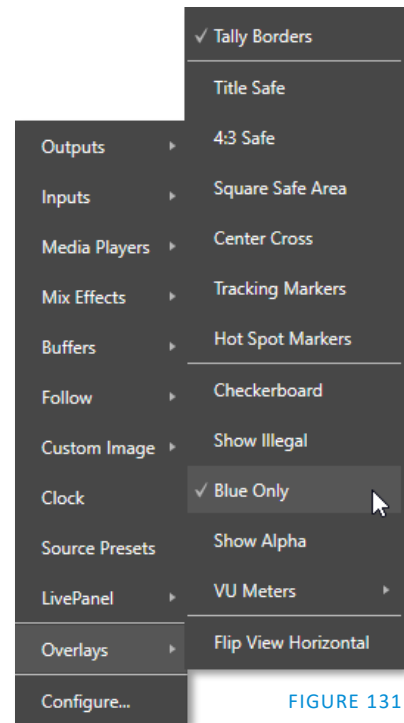 Outputs
Inputs
Media Players
Mix Effects
Buffers
Follow
Custom Image
Clock
Source Presets
LivePanel
Overlays
Configure...
✓ Tally Borders
Title Safe
4:3 Safe
Square Safe Area
Center Cross
Tracking Markers
Hot Spot Markers
Checkerboard
Show Illegal
✓ Blue Only
Show Alpha
VU Meters
Flip View Horizontal
FIGURE 131